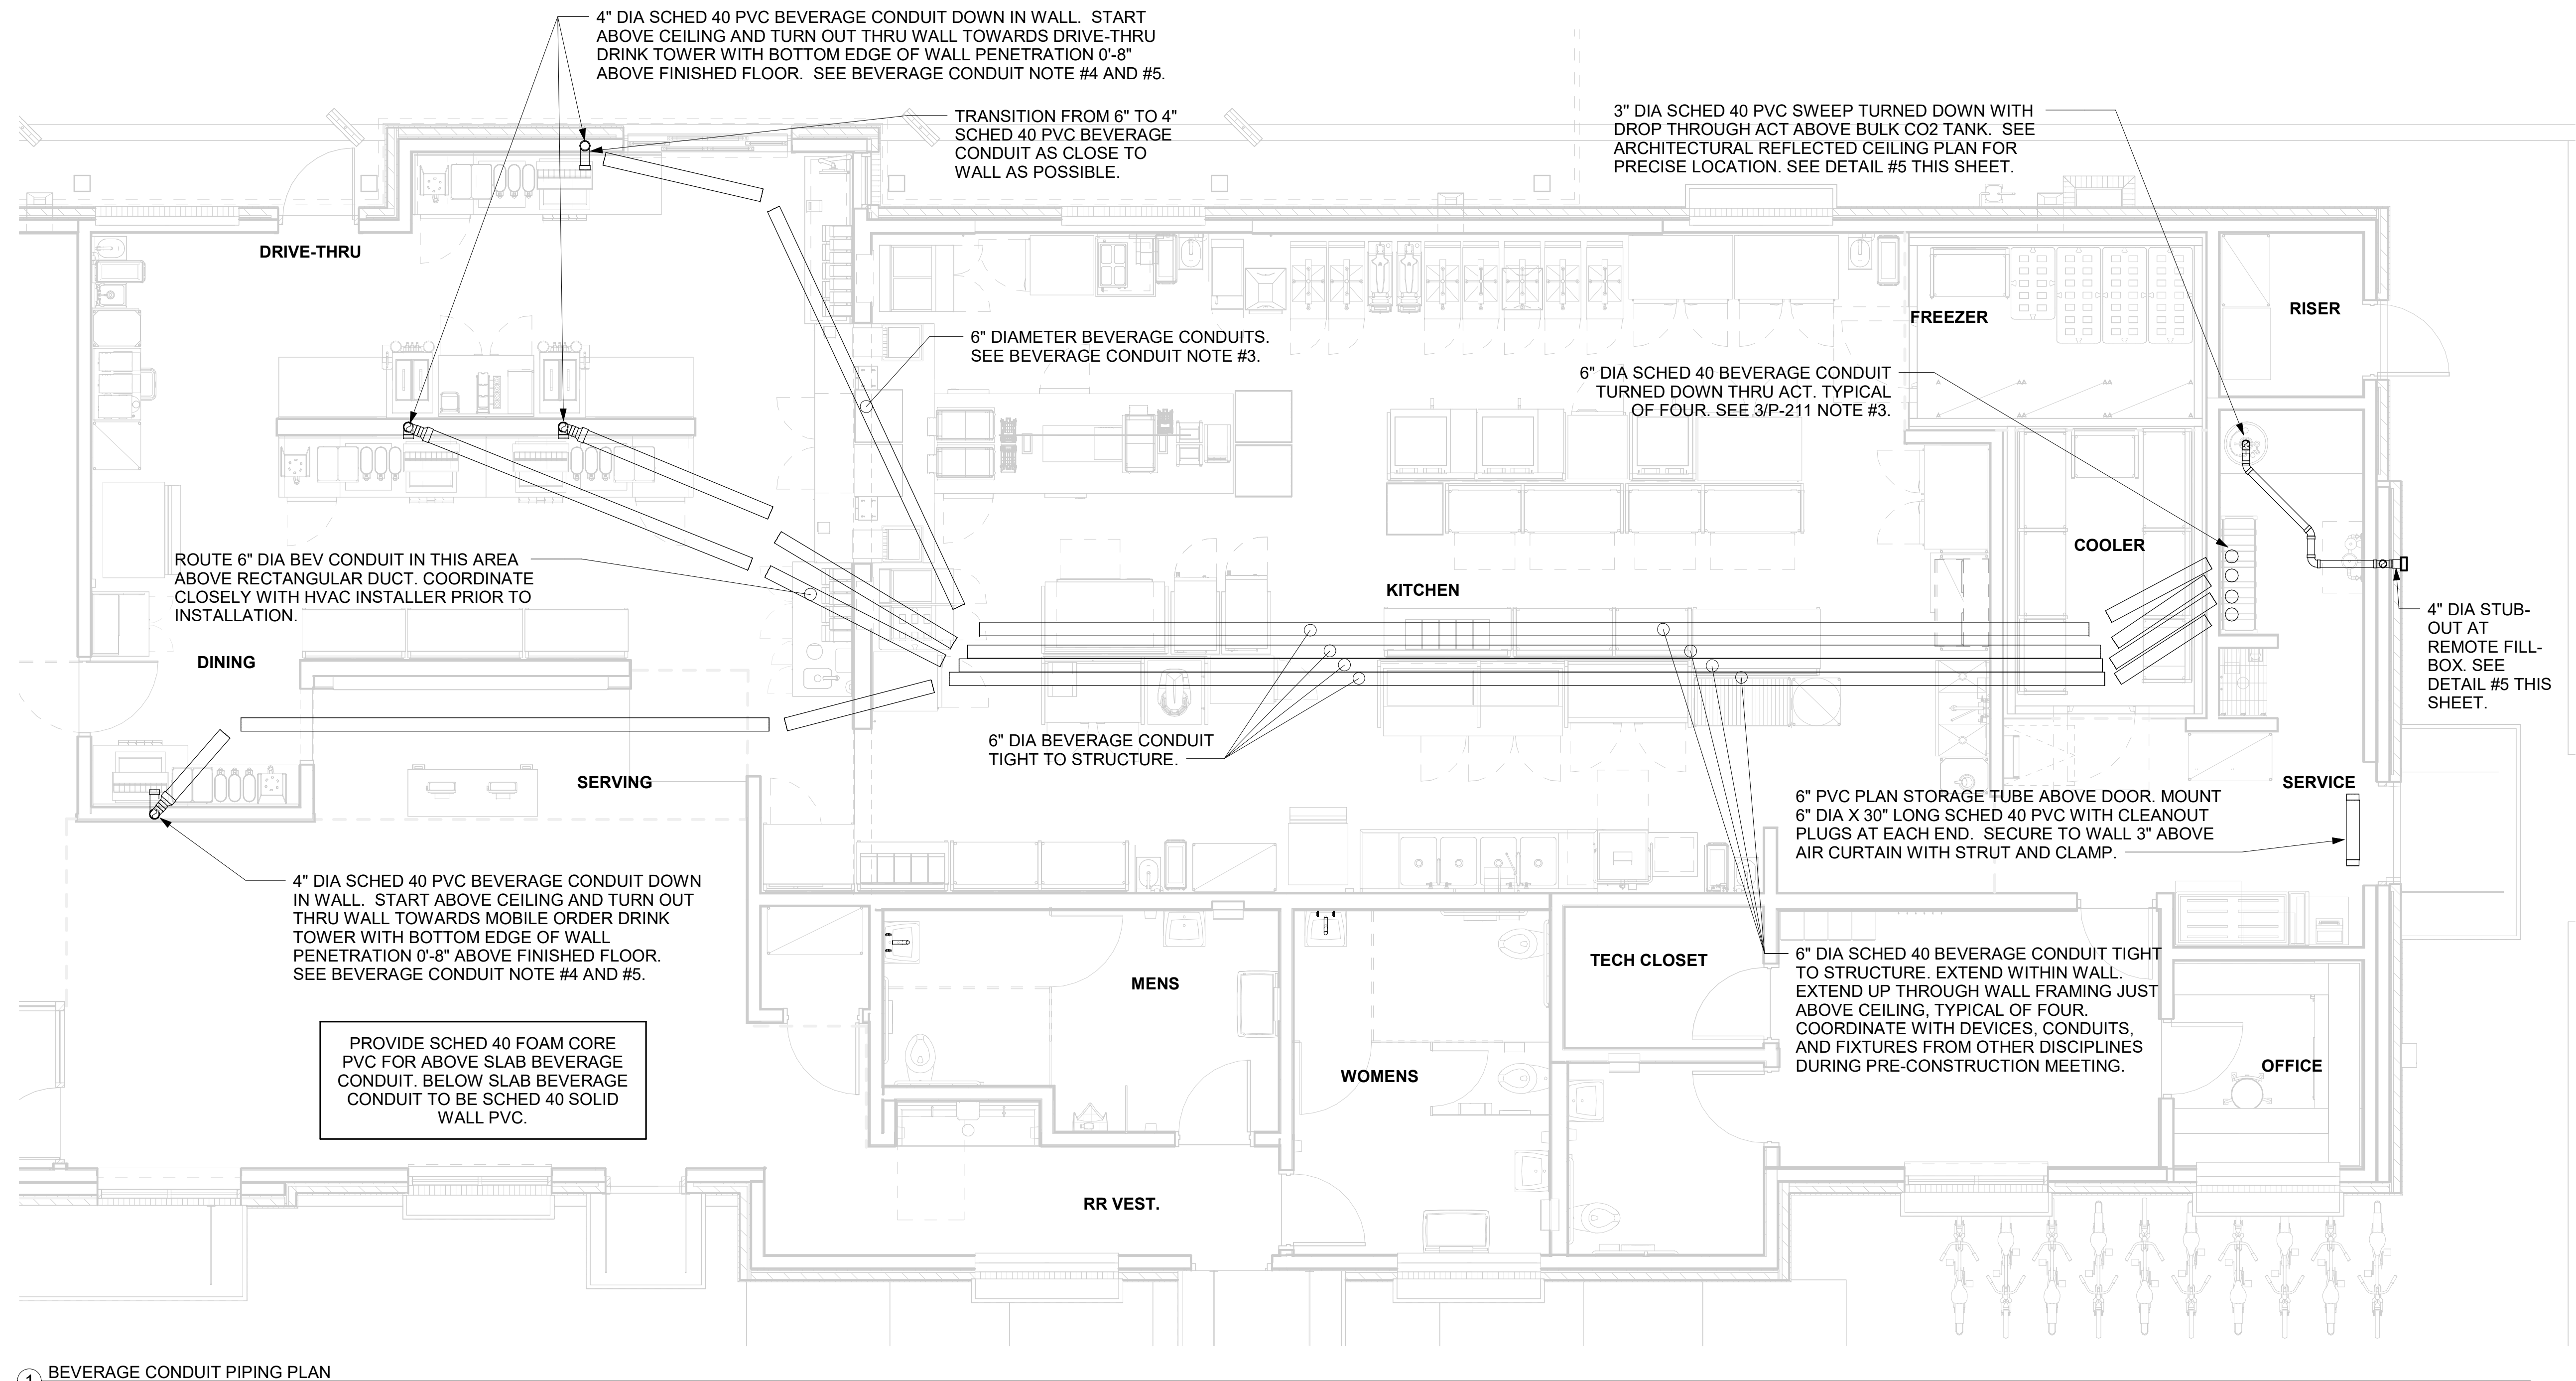 4" DIA SCHED 40 PVC BEVERAGE CONDUIT DOWN IN WALL.  START
ABOVE CEILING AND TURN OUT THRU WALL TOWARDS DRIVE-THRU
DRINK TOWER WITH BOTTOM EDGE OF WALL PENETRATION 0'-8"
ABOVE FINISHED FLOOR.  SEE BEVERAGE CONDUIT NOTE #4 AND #5.
TRANSITION FROM 6" TO 4"
SCHED 40 PVC BEVERAGE
CONDUIT AS CLOSE TO
WALL AS POSSIBLE.
3" DIA SCHED 40 PVC SWEEP TURNED DOWN WITH
DROP THROUGH ACT ABOVE BULK CO2 TANK.  SEE
ARCHITECTURAL REFLECTED CEILING PLAN FOR
PRECISE LOCATION. SEE DETAIL #5 THIS SHEET.
DRIVE-THRU
FREEZER
RISER
6" DIAMETER BEVERAGE CONDUITS.
SEE BEVERAGE CONDUIT NOTE #3.
6" DIA SCHED 40 BEVERAGE CONDUIT
TURNED DOWN THRU ACT. TYPICAL
OF FOUR. SEE 3/P-211 NOTE #3.
ROUTE 6" DIA BEV CONDUIT IN THIS AREA
ABOVE RECTANGULAR DUCT. COORDINATE
CLOSELY WITH HVAC INSTALLER PRIOR TO
INSTALLATION.
COOLER
KITCHEN
4" DIA STUB-
OUT AT
REMOTE FILL-
BOX. SEE
DETAIL #5 THIS
SHEET.
DINING
6" DIA BEVERAGE CONDUIT
TIGHT TO STRUCTURE.
SERVING
SERVICE
6" PVC PLAN STORAGE TUBE ABOVE DOOR. MOUNT
6" DIA X 30" LONG SCHED 40 PVC WITH CLEANOUT
PLUGS AT EACH END.  SECURE TO WALL 3" ABOVE
AIR CURTAIN WITH STRUT AND CLAMP.
4" DIA SCHED 40 PVC BEVERAGE CONDUIT DOWN
IN WALL.  START ABOVE CEILING AND TURN OUT
THRU WALL TOWARDS MOBILE ORDER DRINK
TOWER WITH BOTTOM EDGE OF WALL
PENETRATION 0'-8" ABOVE FINISHED FLOOR.
SEE BEVERAGE CONDUIT NOTE #4 AND #5.
MENS
TECH CLOSET
6" DIA SCHED 40 BEVERAGE CONDUIT TIGHT
TO STRUCTURE. EXTEND WITHIN WALL.
EXTEND UP THROUGH WALL FRAMING JUST
ABOVE CEILING, TYPICAL OF FOUR.
COORDINATE WITH DEVICES, CONDUITS,
AND FIXTURES FROM OTHER DISCIPLINES
DURING PRE-CONSTRUCTION MEETING.
PROVIDE SCHED 40 FOAM CORE
PVC FOR ABOVE SLAB BEVERAGE
CONDUIT. BELOW SLAB BEVERAGE
CONDUIT TO BE SCHED 40 SOLID
WALL PVC.
WOMENS
OFFICE
RR VEST.
1 BEVERAGE CONDUIT PIPING PLAN